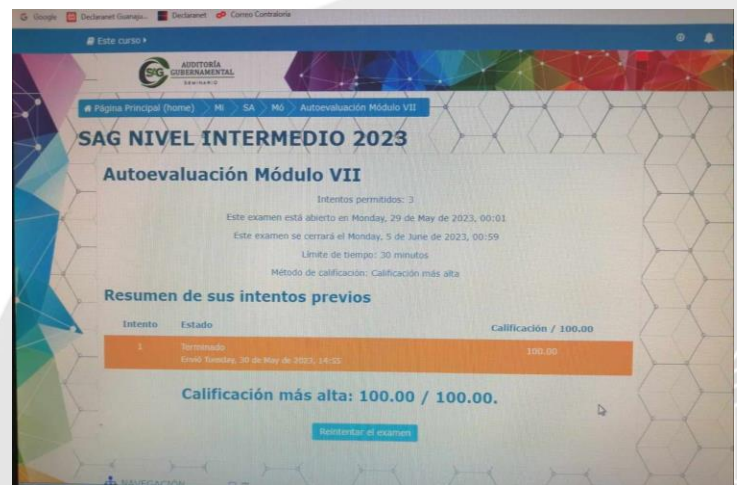 Google Declaranet Guanaju... Declaranet Correo Contraloría
Este curso
SAG AUDITORÍA
GUBERNAMENTAL
SEMINARIO
Página Principal (home) MI SA Mó Autoevaluación Módulo VII
SAG NIVEL INTERMEDIO 2023
Autoevaluación Módulo VII
Intentos permitidos: 3
Este examen está abierto en Monday, 29 de May de 2023, 00:01
Este examen se cerrará el Monday, 5 de June de 2023, 00:59
Límite de tiempo: 30 minutos
Método de calificación: Calificación más alta
Resumen de sus intentos previos
Intento Estado Calificación / 100.00
1 Terminado 100.00
Envió Tuesday, 30 de May de 2023, 14:55
Calificación más alta: 100.00 / 100.00.
Reintentar el examen
NAVEGACIÓN